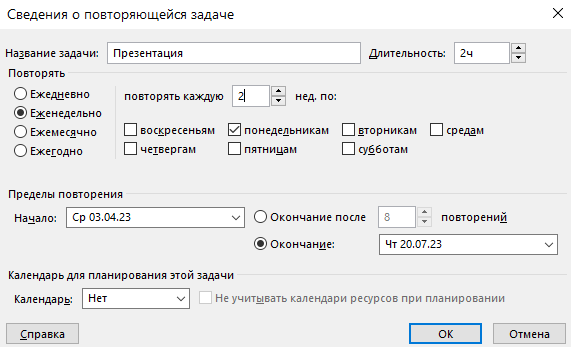 Сведения о повторяющейся задаче
Название задачи: Презентация Длительность: 2ч
Повторять
Ежедневно
Еженедельно
Ежемесячно
Ежегодно
повторять каждую 2 нед. по:
воскресеньям понедельникам вторникам средам
четвергам пятницам субботам
Пределы повторения
Начало: Ср 03.04.23 Окончание после 8 повторений
Окончание: Чт 20.07.23
Календарь для планирования этой задачи
Календарь: Нет Не учитывать календари ресурсов при планировании
Справка ОК Отмена